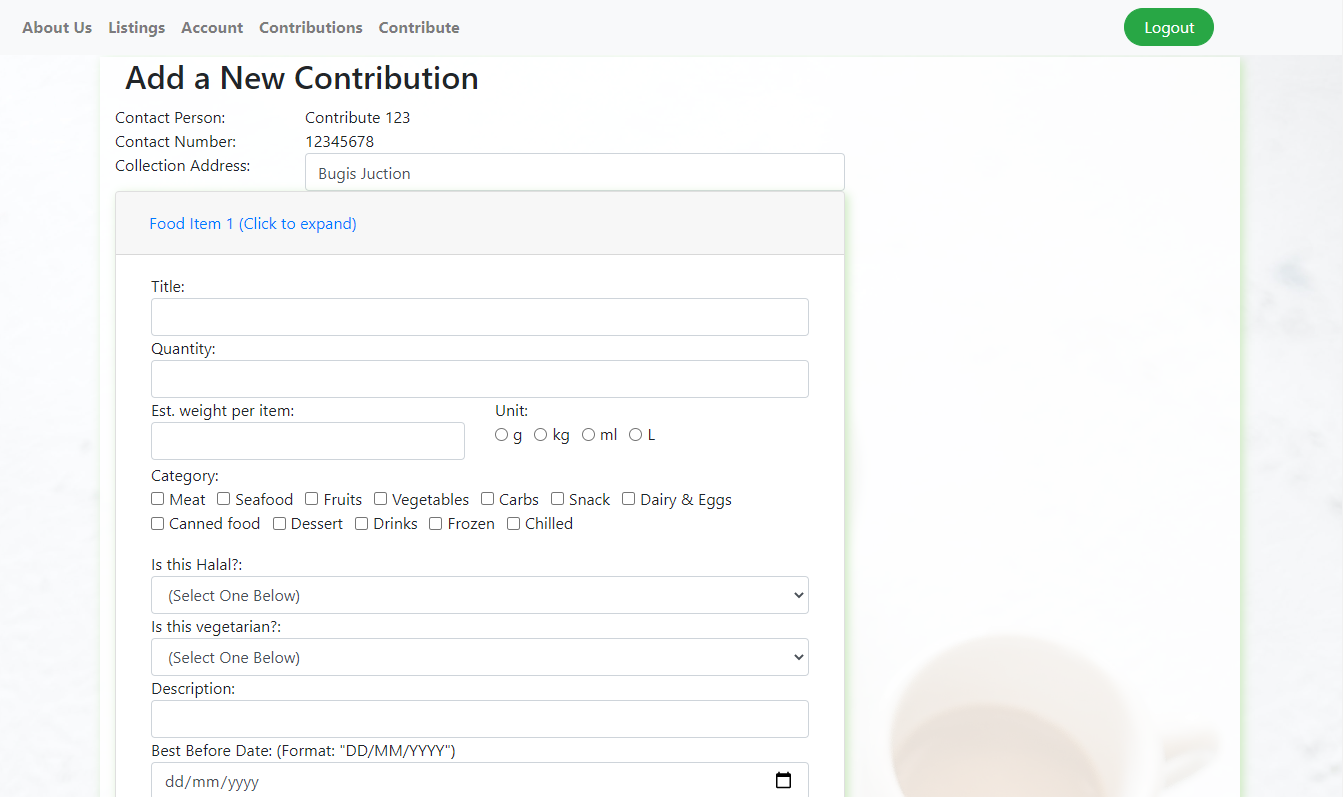 About Us Listings Account Contributions Contribute Logout
Add a New Contribution
Contact Person: Contribute 123
Contact Number: 12345678
Collection Address: Bugis Juction
Food Item 1 (Click to expand)
Title:
Quantity:
Est. weight per item: Unit:
g kg ml L
Category:
Meat Seafood Fruits Vegetables Carbs Snack Dairy & Eggs
Canned food Dessert Drinks Frozen Chilled
Is this Halal?:
(Select One Below)
Is this vegetarian?:
(Select One Below)
Description:
Best Before Date: (Format: "DD/MM/YYYY")
dd/mm/yyyy